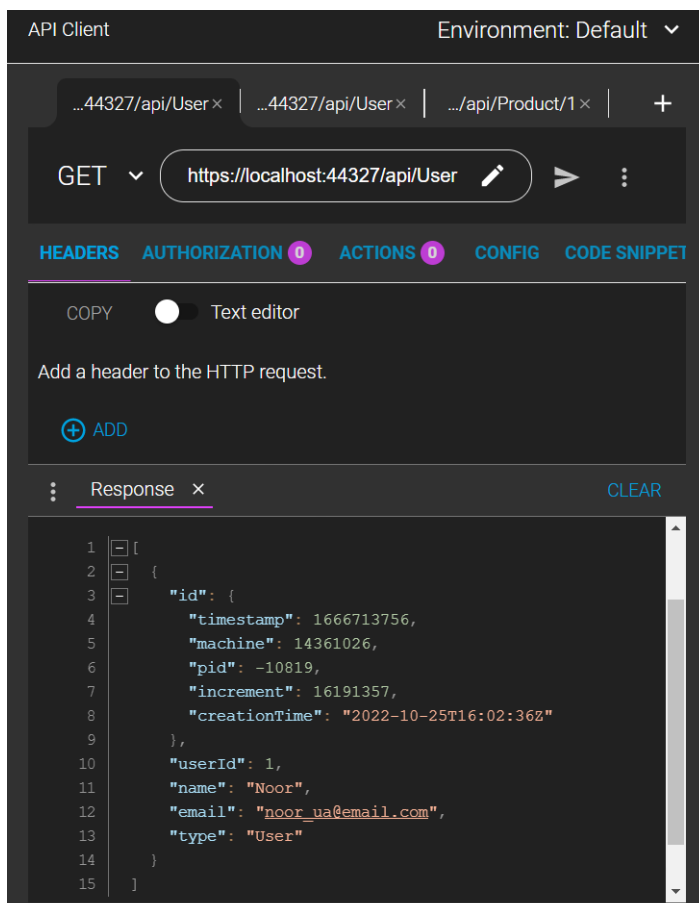 API Client Environment: Default
...44327/api/User × ...44327/api/User × .../api/Product/1 × +
GET https://localhost:44327/api/User
HEADERS AUTHORIZATION 0 ACTIONS 0 CONFIG CODE SNIPPET
COPY Text editor
Add a header to the HTTP request.
ADD
Response × CLEAR
1 [
2 {
3 "id": {
4 "timestamp": 1666713756,
5 "machine": 14361026,
6 "pid": -10819,
7 "increment": 16191357,
8 "creationTime": "2022-10-25T16:02:36Z"
9 },
10 "userId": 1,
11 "name": "Noor",
12 "email": "noor_ua@email.com",
13 "type": "User"
14 }
15 ]